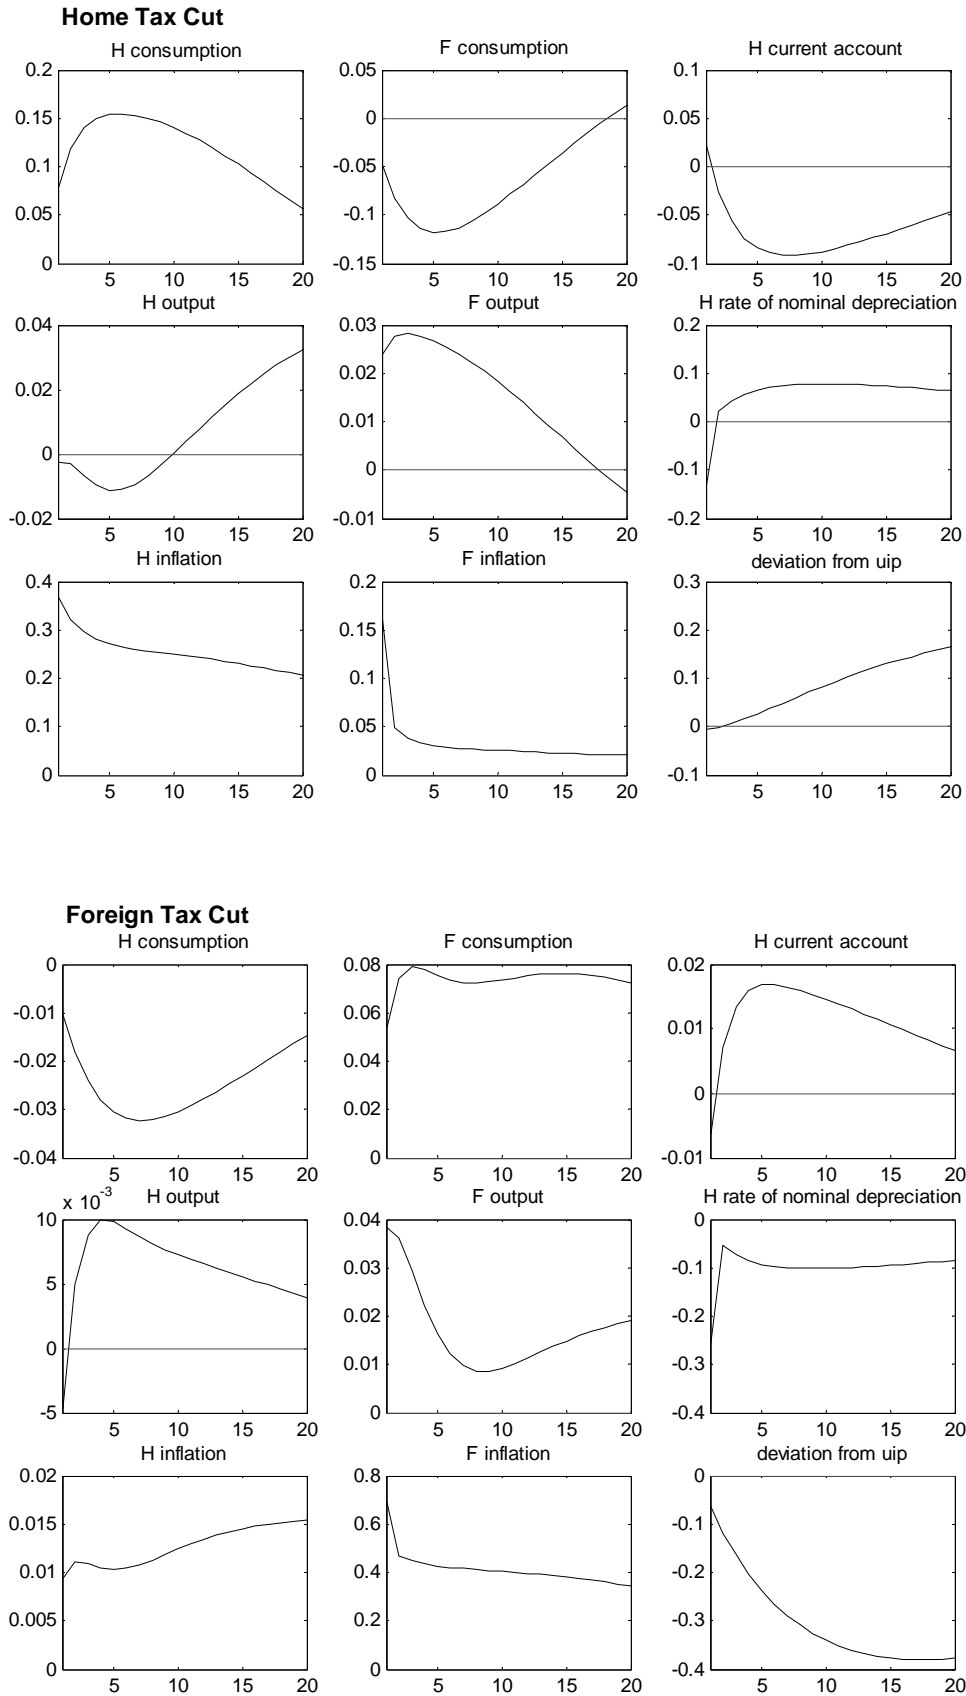 Home Tax Cut
H consumption
F consumption
H current account
0.2
0.15
0.1
0.05
0
5 10 15 20
0.05
0
-0.05
-0.1
-0.15
5 10 15 20
0.1
0.05
0
-0.05
-0.1
5 10 15 20
H output
F output
H rate of nominal depreciation
0.04
0.02
0
-0.02
5 10 15 20
0.03
0.02
0.01
0
-0.01
5 10 15 20
0.2
0.1
0
-0.1
-0.2
5 10 15 20
H inflation
F inflation
deviation from uip
0.4
0.3
0.2
0.1
0
5 10 15 20
0.2
0.15
0.1
0.05
0
5 10 15 20
0.3
0.2
0.1
0
-0.1
5 10 15 20
Foreign Tax Cut
H consumption
F consumption
H current account
0
-0.01
-0.02
-0.03
-0.04
5 10 15 20
0.08
0.06
0.04
0.02
0
5 10 15 20
0.02
0.01
0
-0.01
5 10 15 20
x 10^-3
H output
F output
H rate of nominal depreciation
10
5
0
-5
5 10 15 20
0.04
0.03
0.02
0.01
0
5 10 15 20
0
-0.1
-0.2
-0.3
-0.4
5 10 15 20
H inflation
F inflation
deviation from uip
0.02
0.015
0.01
0.005
0
5 10 15 20
0.8
0.6
0.4
0.2
0
5 10 15 20
0
-0.1
-0.2
-0.3
-0.4
5 10 15 20